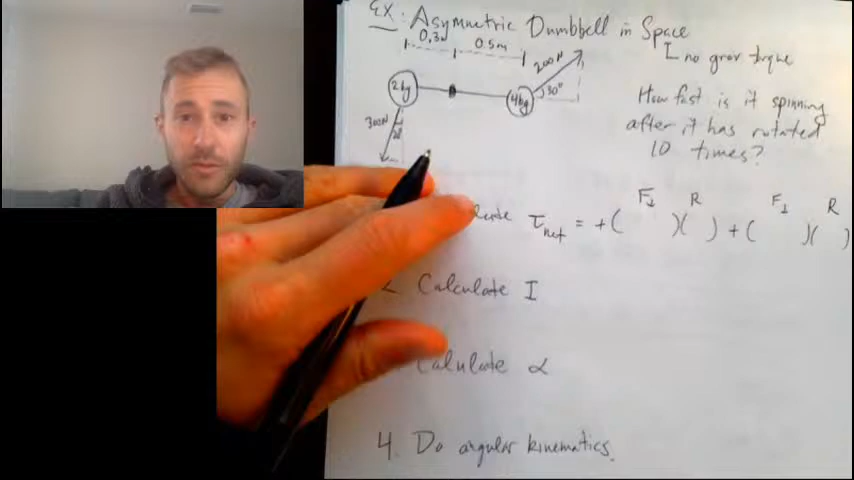 EX: Asymmetric Dumbbell in Space
no grav torque
0.3m 0.5m
200N
2kg 4kg 30°
300N
How fast is it spinning
after it has rotated
10 times?
F⊥ R F⊥ R
τnet = +( )( ) + ( )( )
Calculate I
Calculate α
4. Do angular kinematics.